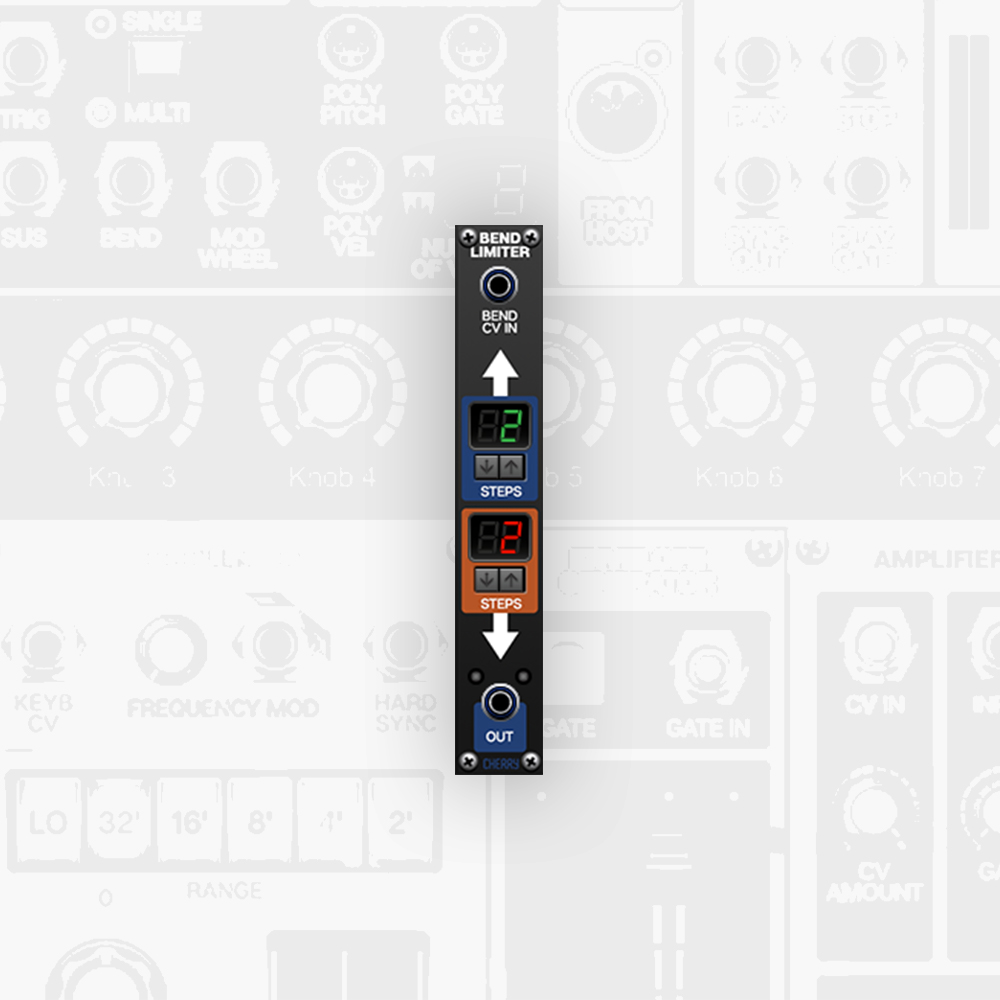 SINGLE
MULTI
TRIG
POLY
PITCH
POLY
GATE
PLAY
STOP
SUS
BEND
MOD
WHEEL
POLY
VEL
FROM
HOST
SYNC
OUT
PLAY
GATE
BEND
LIMITER
BEND
CV IN
2
STEPS
2
STEPS
OUT
CHERRY
Knob 4
Knob 6
Knob 7
AMPLIFIER
KEYB
CV
FREQUENCY MOD
HARD
SYNC
GATE
GATE IN
CV IN
LO
32'
16'
8'
4'
2'
RANGE
0
CV
AMOUNT